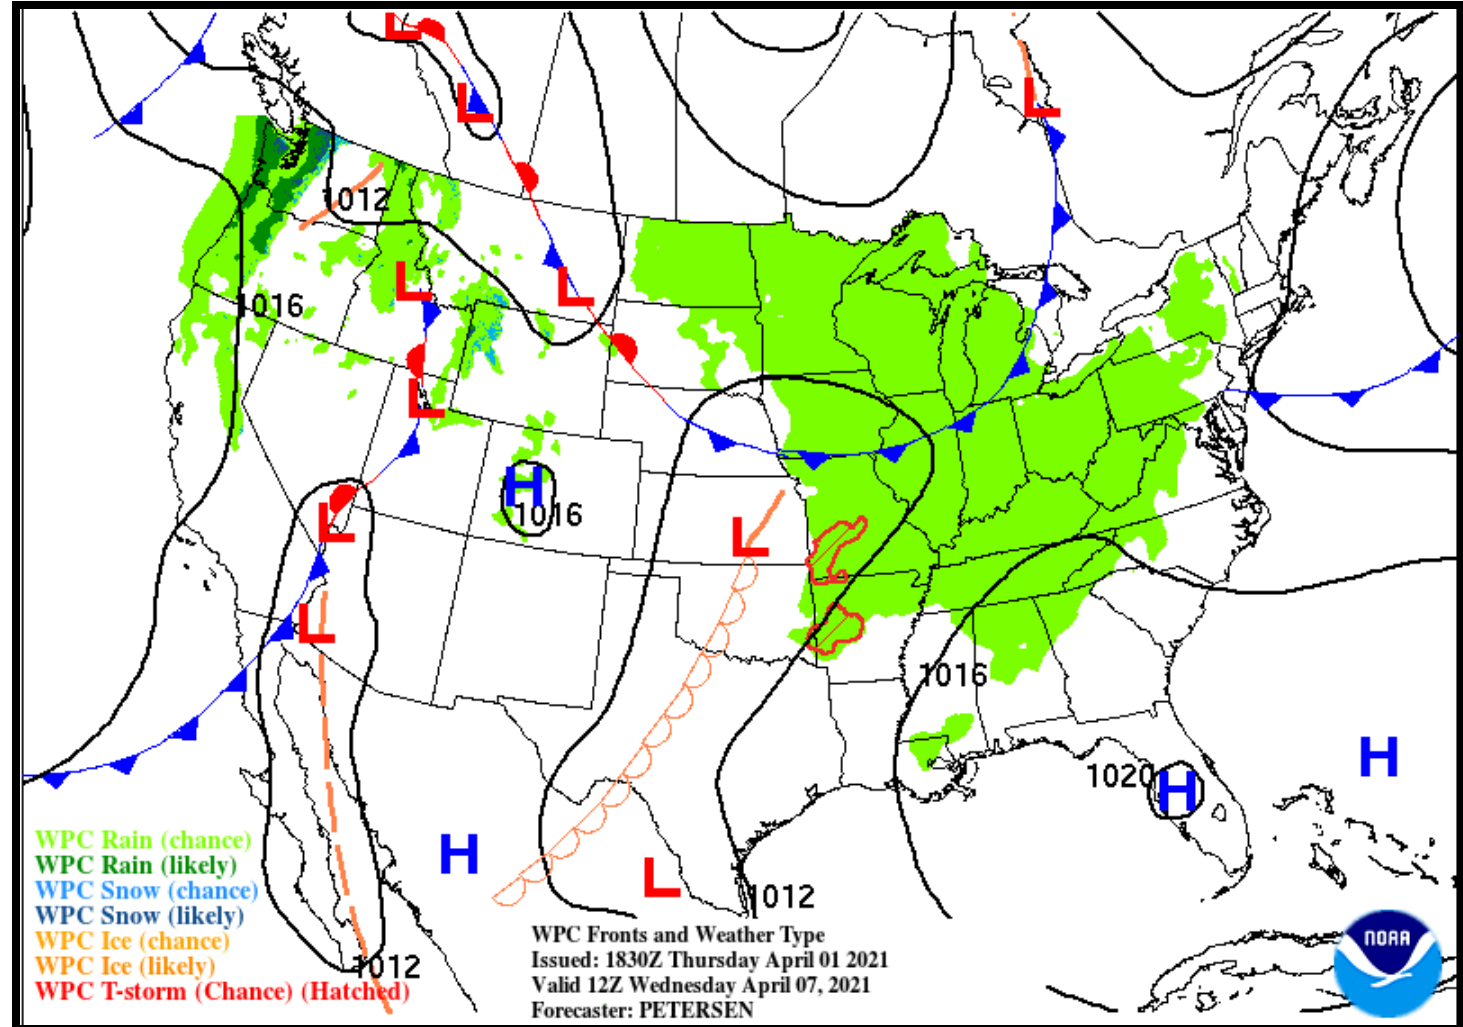 L
L
L
1012
L
L
1016
L
H
1016
L
L
L
1016
H
1020
H
H
L
1012
1012
WPC Rain (chance)
WPC Rain (likely)
WPC Snow (chance)
WPC Snow (likely)
WPC Ice (chance)
WPC Ice (likely)
WPC T-storm (Chance) (Hatched)
WPC Fronts and Weather Type
Issued: 1830Z Thursday April 01 2021
Valid 12Z Wednesday April 07, 2021
Forecaster: PETERSEN
NOAA